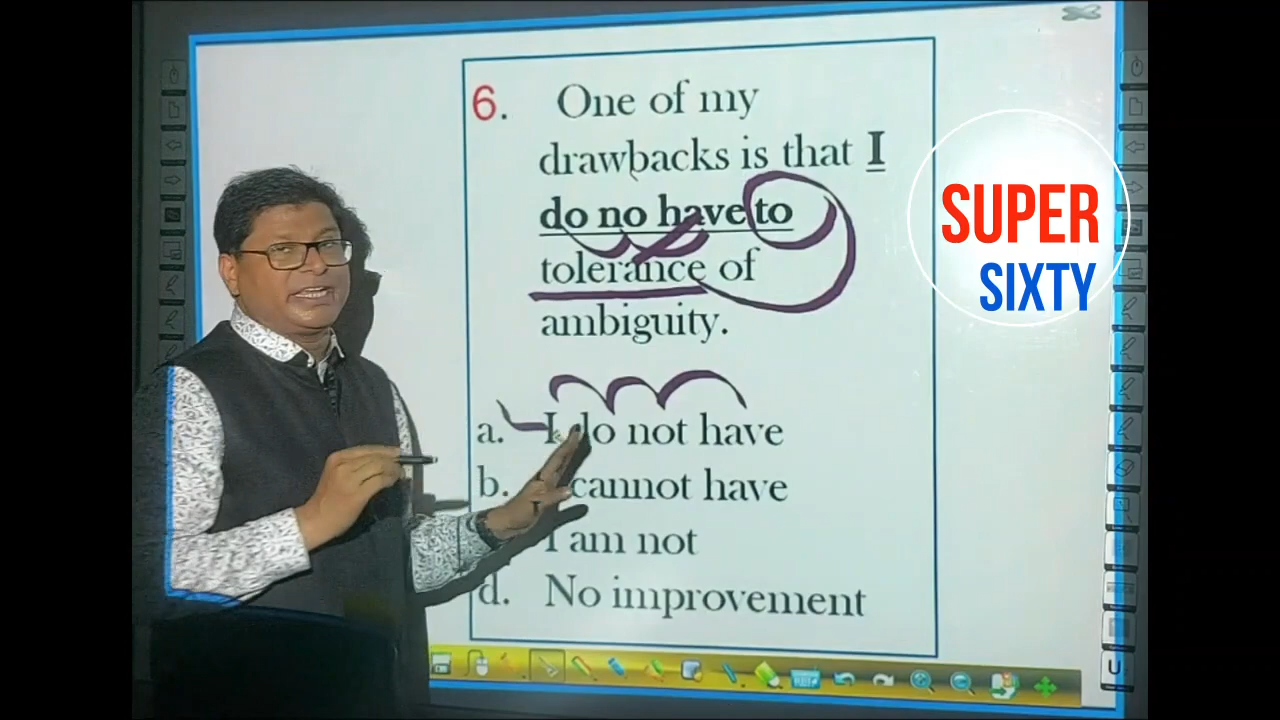 6. One of my
drawbacks is that I
do no have to
tolerance of
ambiguity.
a. I do not have
b. I cannot have
I am not
d. No improvement
SUPER
SIXTY
U